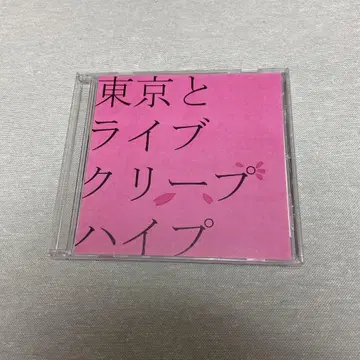 東京と
ライブ
クリープ
ハイプ